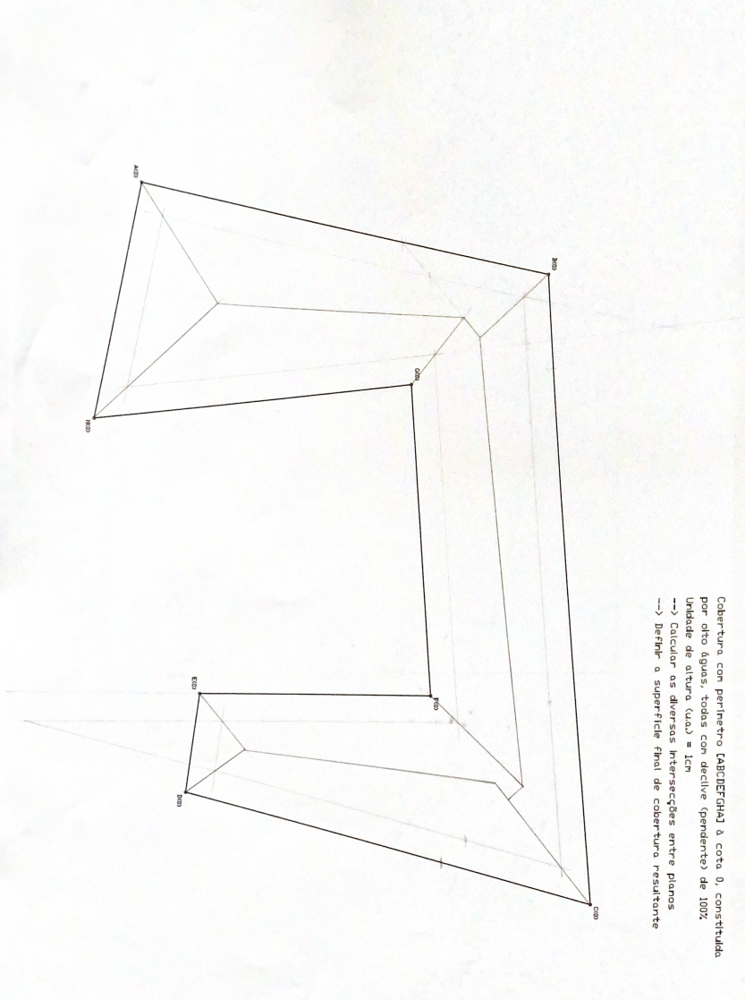 Cobertura com perímetro [ABCDEFGHA] à cota 0, constituída
por oito águas, todas com declive (pendente) de 100%
Unidade de altura (u.a.) = 1cm
--> Calcular as diversas intersecções entre planos
--> Definir a superfície final de cobertura resultante
A(0)
B(0)
G(0)
H(0)
E(0)
F(0)
D(0)
C(0)